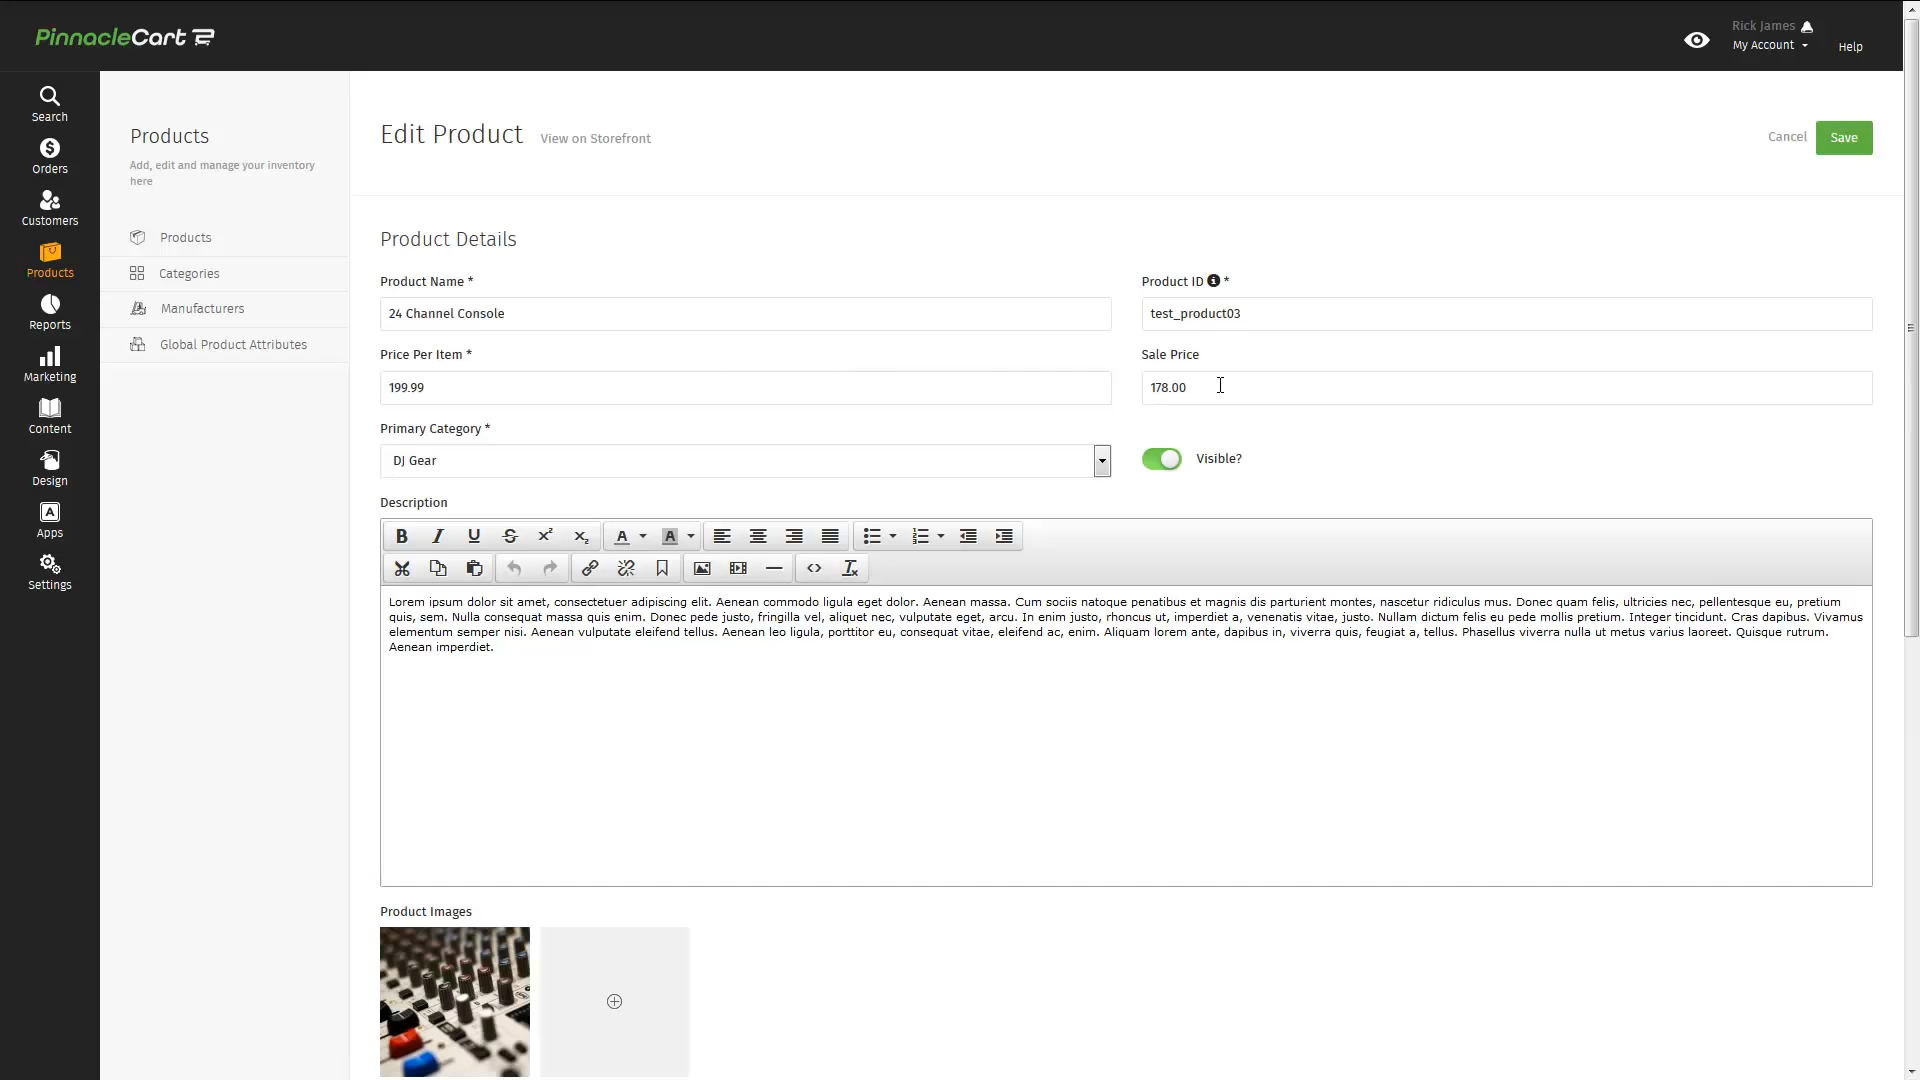 PinnacleCart
Rick James
My Account
Help
Search
Orders
Customers
Products
Reports
Marketing
Content
Design
Apps
Settings
Products
Add, edit and manage your inventory
here
Products
Categories
Manufacturers
Global Product Attributes
Edit Product View on Storefront
Cancel Save
Product Details
Product Name *
24 Channel Console
Product ID *
test_product03
Price Per Item *
199.99
Sale Price
178.00
Primary Category *
DJ Gear
Visible?
Description
Lorem ipsum dolor sit amet, consectetuer adipiscing elit. Aenean commodo ligula eget dolor. Aenean massa. Cum sociis natoque penatibus et magnis dis parturient montes, nascetur ridiculus mus. Donec quam felis, ultricies nec, pellentesque eu, pretium
quis, sem. Nulla consequat massa quis enim. Donec pede justo, fringilla vel, aliquet nec, vulputate eget, arcu. In enim justo, rhoncus ut, imperdiet a, venenatis vitae, justo. Nullam dictum felis eu pede mollis pretium. Integer tincidunt. Cras dapibus. Vivamus
elementum semper nisi. Aenean vulputate eleifend tellus. Aenean leo ligula, porttitor eu, consequat vitae, eleifend ac, enim. Aliquam lorem ante, dapibus in, viverra quis, feugiat a, tellus. Phasellus viverra nulla ut metus varius laoreet. Quisque rutrum.
Aenean imperdiet.
Product Images